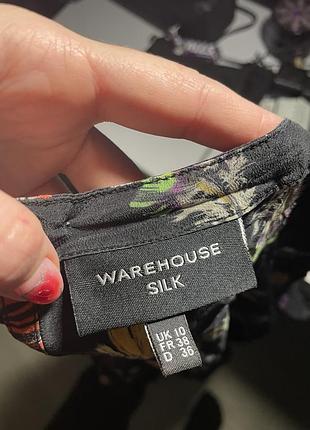 WAREHOUSE
SILK
UK 10
FR 38
D 36